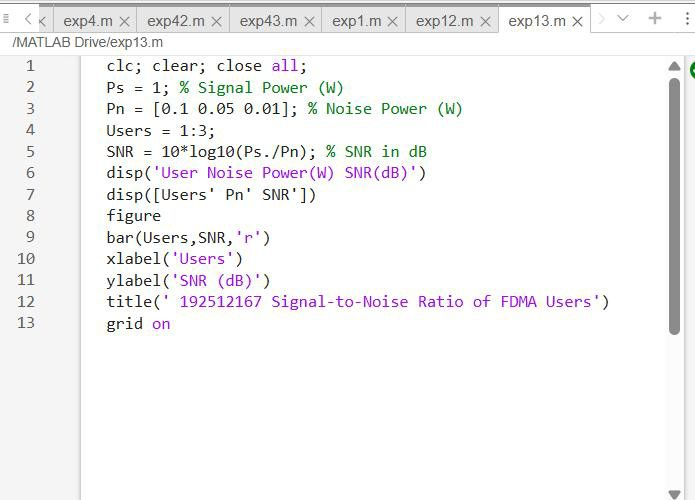 exp4.m exp42.m exp43.m exp1.m exp12.m exp13.m
/MATLAB Drive/exp13.m
1 clc; clear; close all;
2 Ps = 1; % Signal Power (W)
3 Pn = [0.1 0.05 0.01]; % Noise Power (W)
4 Users = 1:3;
5 SNR = 10*log10(Ps./Pn); % SNR in dB
6 disp('User Noise Power(W) SNR(dB)')
7 disp([Users' Pn' SNR'])
8 figure
9 bar(Users,SNR,'r')
10 xlabel('Users')
11 ylabel('SNR (dB)')
12 title(' 192512167 Signal-to-Noise Ratio of FDMA Users')
13 grid on